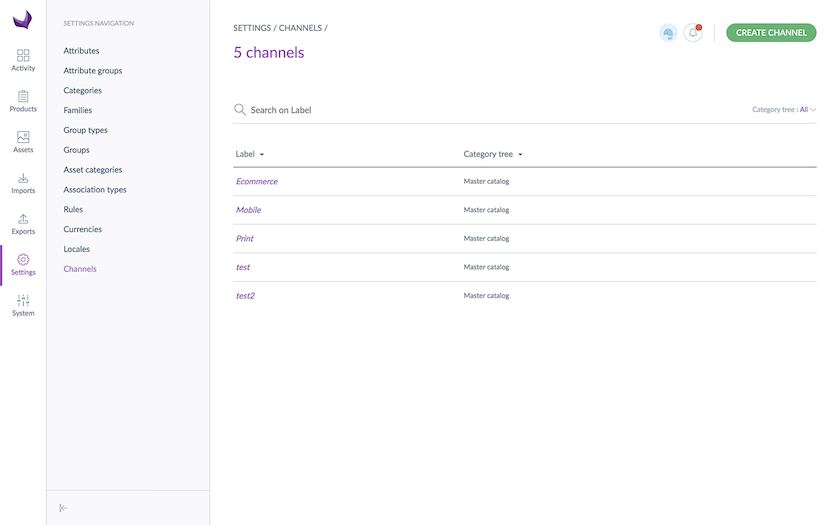 Activity
Products
Assets
Imports
Exports
Settings
System
SETTINGS NAVIGATION
Attributes
Attribute groups
Categories
Families
Group types
Groups
Asset categories
Association types
Rules
Currencies
Locales
Channels
SETTINGS / CHANNELS /
CREATE CHANNEL
5 channels
Search on Label
Category tree : All
Label Category tree
Ecommerce Master catalog
Mobile Master catalog
Print Master catalog
test Master catalog
test2 Master catalog